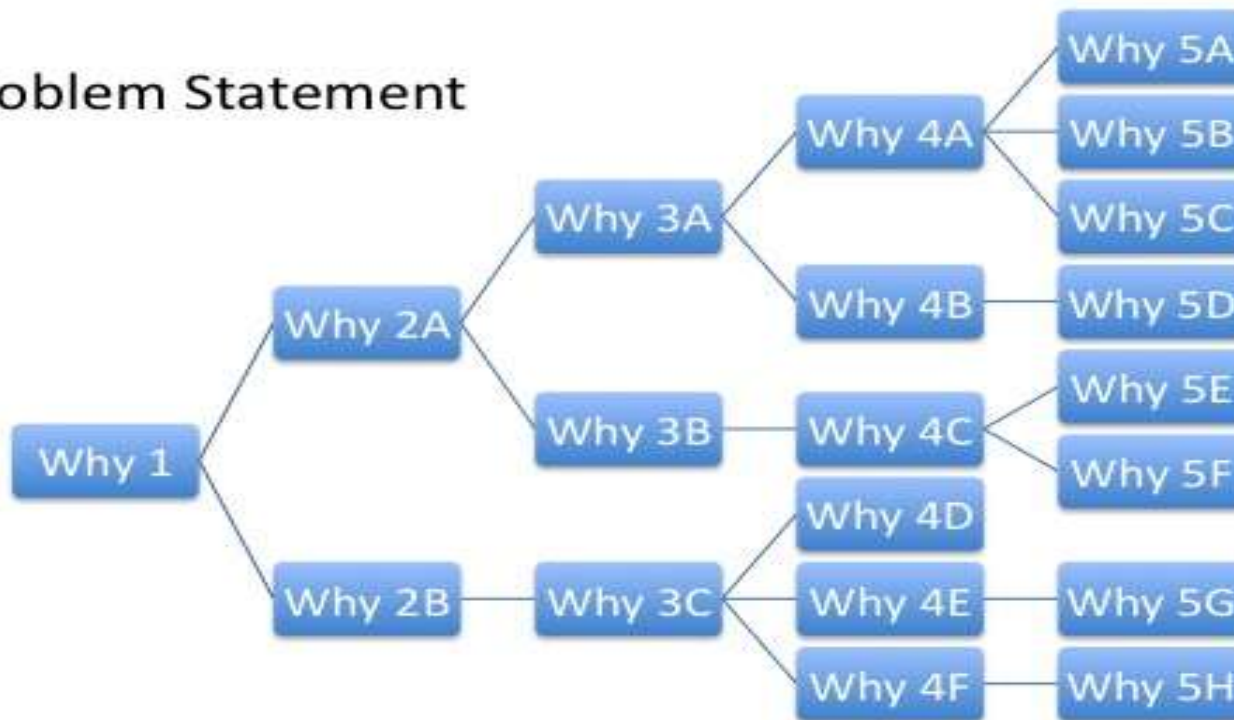 oblem Statement
Why 1
Why 2A
Why 2B
Why 3A
Why 3B
Why 3C
Why 4A
Why 4B
Why 4C
Why 4D
Why 4E
Why 4F
Why 5A
Why 5B
Why 5C
Why 5D
Why 5E
Why 5F
Why 5G
Why 5H